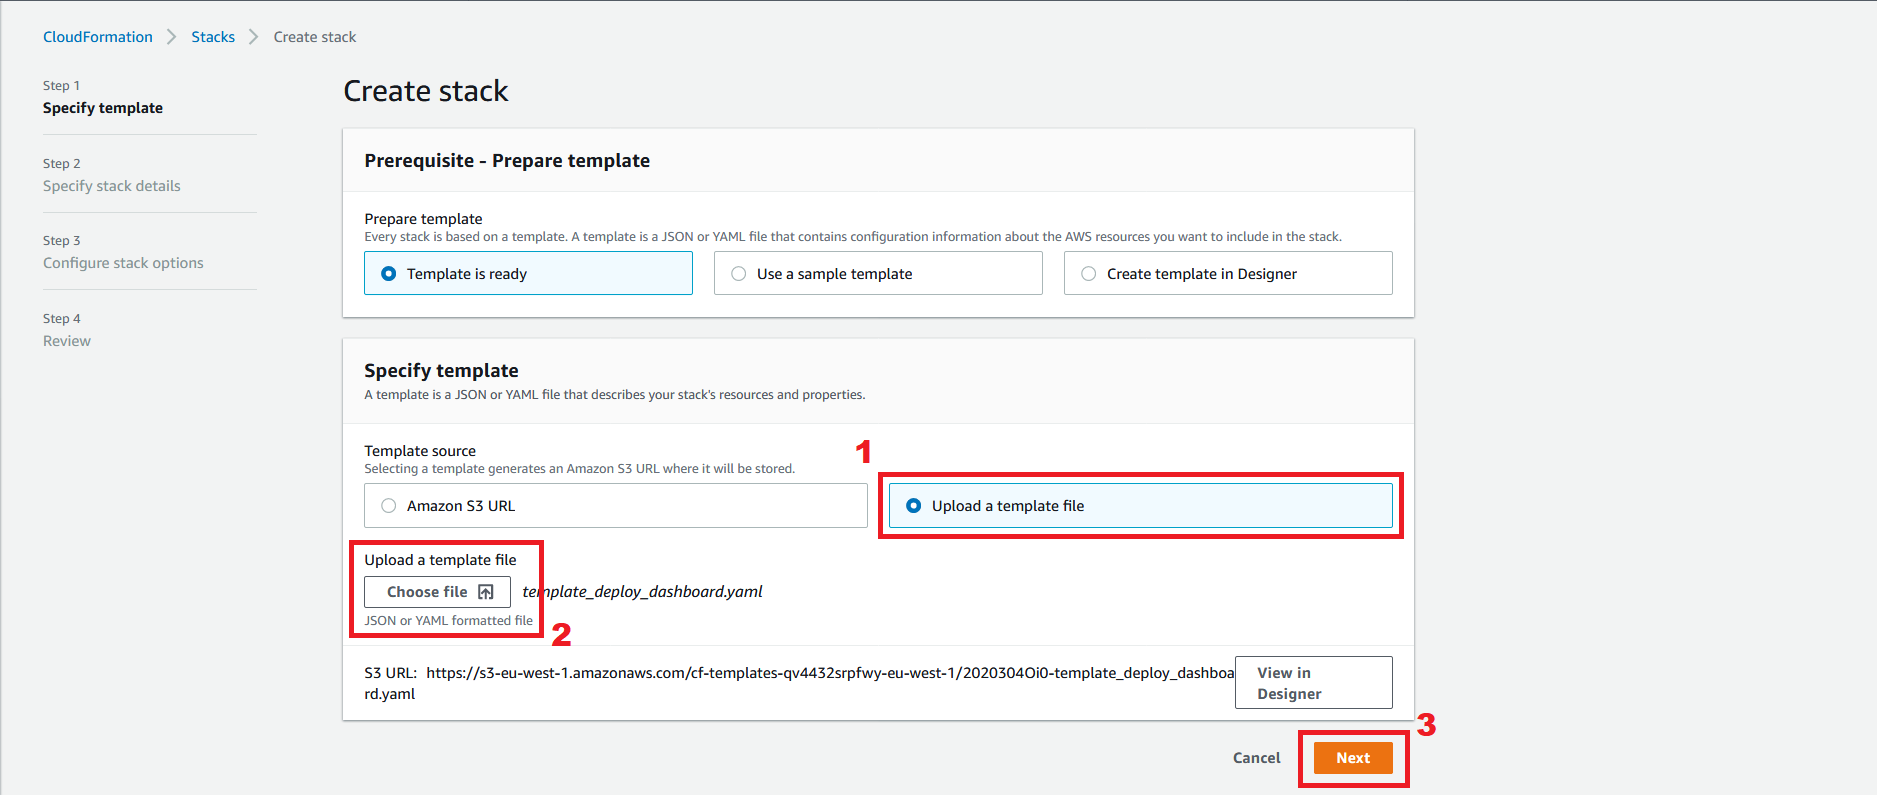 CloudFormation > Stacks > Create stack
Step 1
Specify template
Step 2
Specify stack details
Step 3
Configure stack options
Step 4
Review
Create stack
Prerequisite - Prepare template
Prepare template
Every stack is based on a template. A template is a JSON or YAML file that contains configuration information about the AWS resources you want to include in the stack.
Template is ready
Use a sample template
Create template in Designer
Specify template
A template is a JSON or YAML file that describes your stack's resources and properties.
Template source
Selecting a template generates an Amazon S3 URL where it will be stored.
1
Amazon S3 URL
Upload a template file
Upload a template file
Choose file
template_deploy_dashboard.yaml
JSON or YAML formatted file
2
S3 URL: https://s3-eu-west-1.amazonaws.com/cf-templates-qv4432srpfwy-eu-west-1/2020304Oi0-template_deploy_dashboa
rd.yaml
View in
Designer
3
Cancel
Next